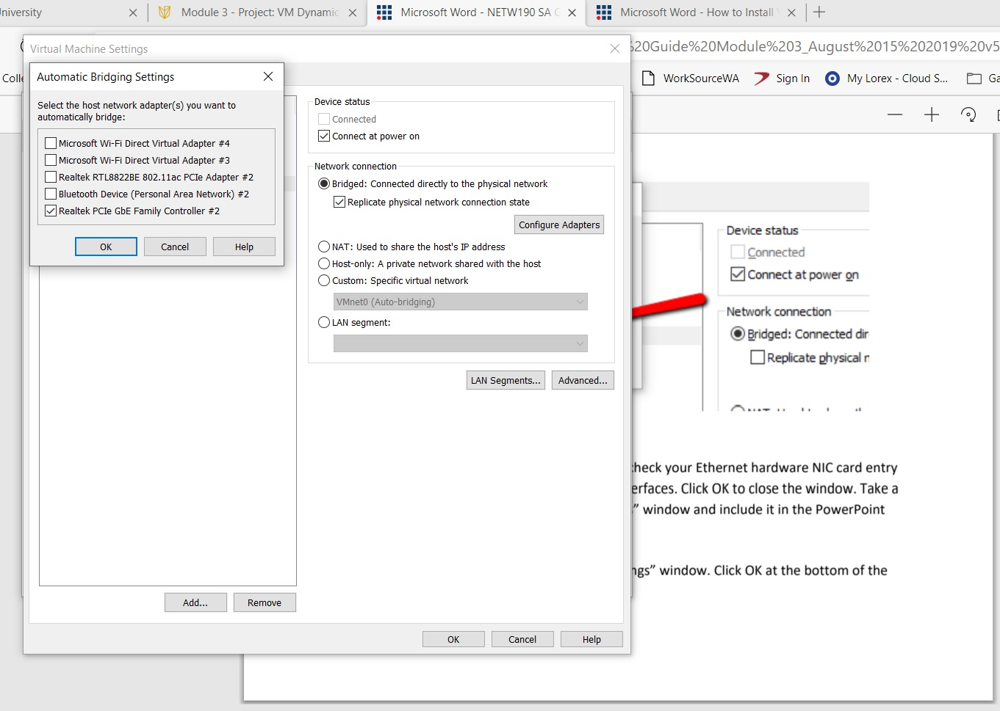 University
Module 3 - Project: VM Dynamic
Microsoft Word - NETW190 SA G
Microsoft Word - How to Install
Virtual Machine Settings
%20Guide%20Module%203_August%2015%202019%20v5
Colle
WorkSourceWA
Sign In
My Lorex - Cloud S...
Ga
Automatic Bridging Settings
Select the host network adapter(s) you want to
automatically bridge:
Microsoft Wi-Fi Direct Virtual Adapter #4
Microsoft Wi-Fi Direct Virtual Adapter #3
Realtek RTL8822BE 802.11ac PCIe Adapter #2
Bluetooth Device (Personal Area Network) #2
Realtek PCIe GbE Family Controller #2
OK
Cancel
Help
Device status
Connected
Connect at power on
Network connection
Bridged: Connected directly to the physical network
Replicate physical network connection state
Configure Adapters
NAT: Used to share the host's IP address
Host-only: A private network shared with the host
Custom: Specific virtual network
VMnet0 (Auto-bridging)
LAN segment:
LAN Segments...
Advanced...
Add...
Remove
OK
Cancel
Help
Device status
Connected
Connect at power on
Network connection
Bridged: Connected dir
Replicate physical n
check your Ethernet hardware NIC card entry
erfaces. Click OK to close the window. Take a
s" window and include it in the PowerPoint
ngs" window. Click OK at the bottom of the